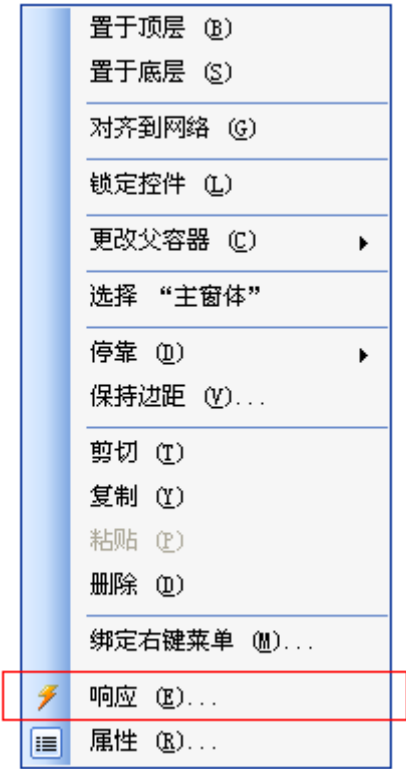 置于顶层 (B)
置于底层 (S)
对齐到网络 (G)
锁定控件 (L)
更改父容器 (C)
选择 “主窗体”
停靠 (D)
保持边距 (V)...
剪切 (T)
复制 (Y)
粘贴 (P)
删除 (D)
绑定右键菜单 (M)...
响应 (E)...
属性 (R)...